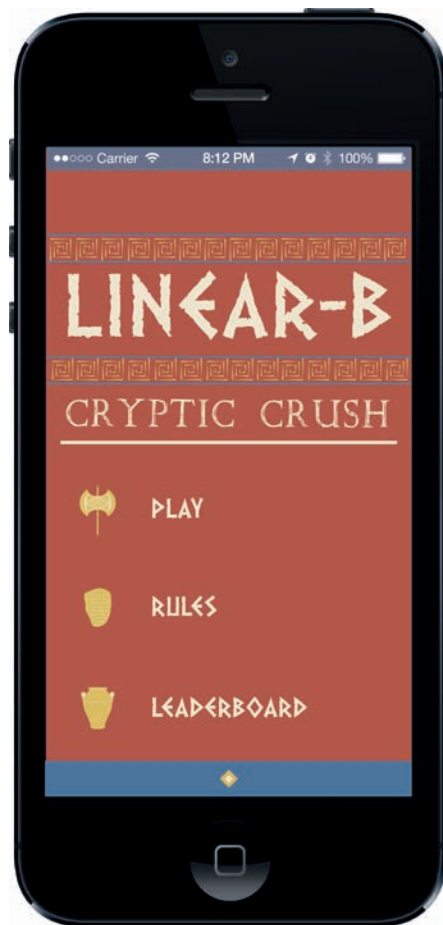 Carrier 8:12 PM 100%
LINEAR-B
CRYPTIC CRUSH
PLAY
RULES
LEADERBOARD